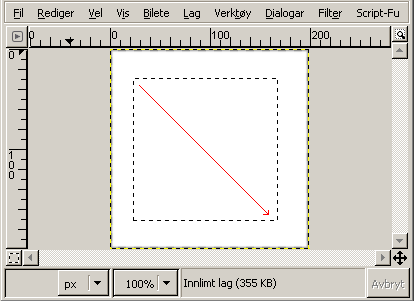 Fil Rediger Vel Vis Bilete Lag Verktøy Dialogar Filter Script-Fu
0 0 100 200
0
100
px 100% Innlimt lag (355 KB) Avbryt